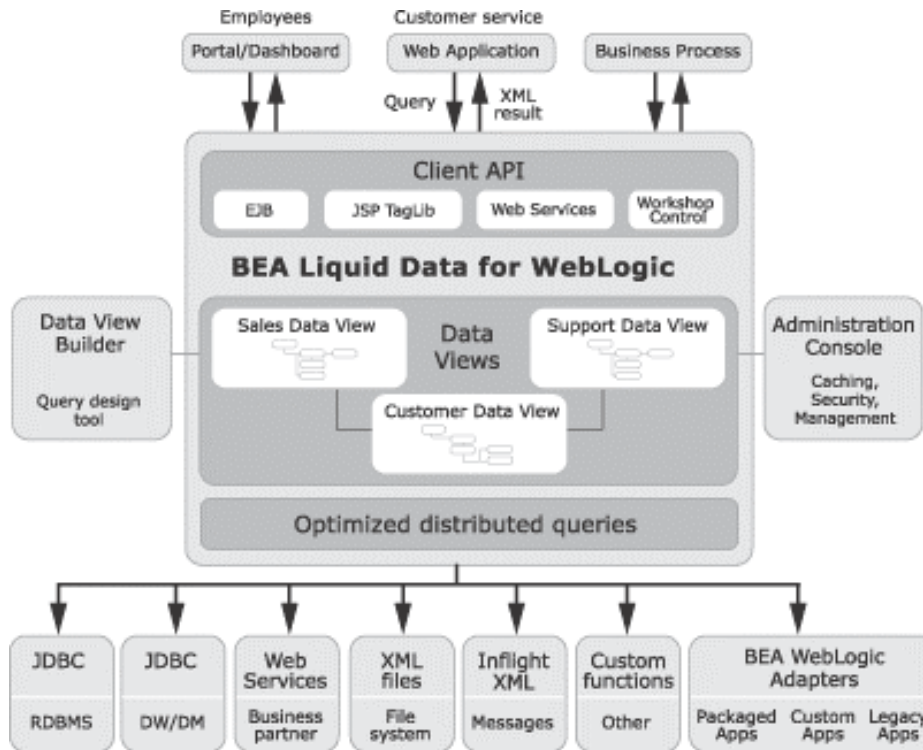 Employees
Customer service
Portal/Dashboard
Web Application
Business Process
Query
XML
result
Client API
EJB
JSP TagLib
Web Services
Workshop
Control
BEA Liquid Data for WebLogic
Data View
Builder
Query design
tool
Sales Data View
Data
Views
Support Data View
Customer Data View
Administration
Console
Caching,
Security,
Management
Optimized distributed queries
JDBC
RDBMS
JDBC
DW/DM
Web
Services
Business
partner
XML
files
File
system
Inflight
XML
Messages
Custom
functions
Other
BEA WebLogic
Adapters
Packaged
Apps
Custom
Apps
Legacy
Apps